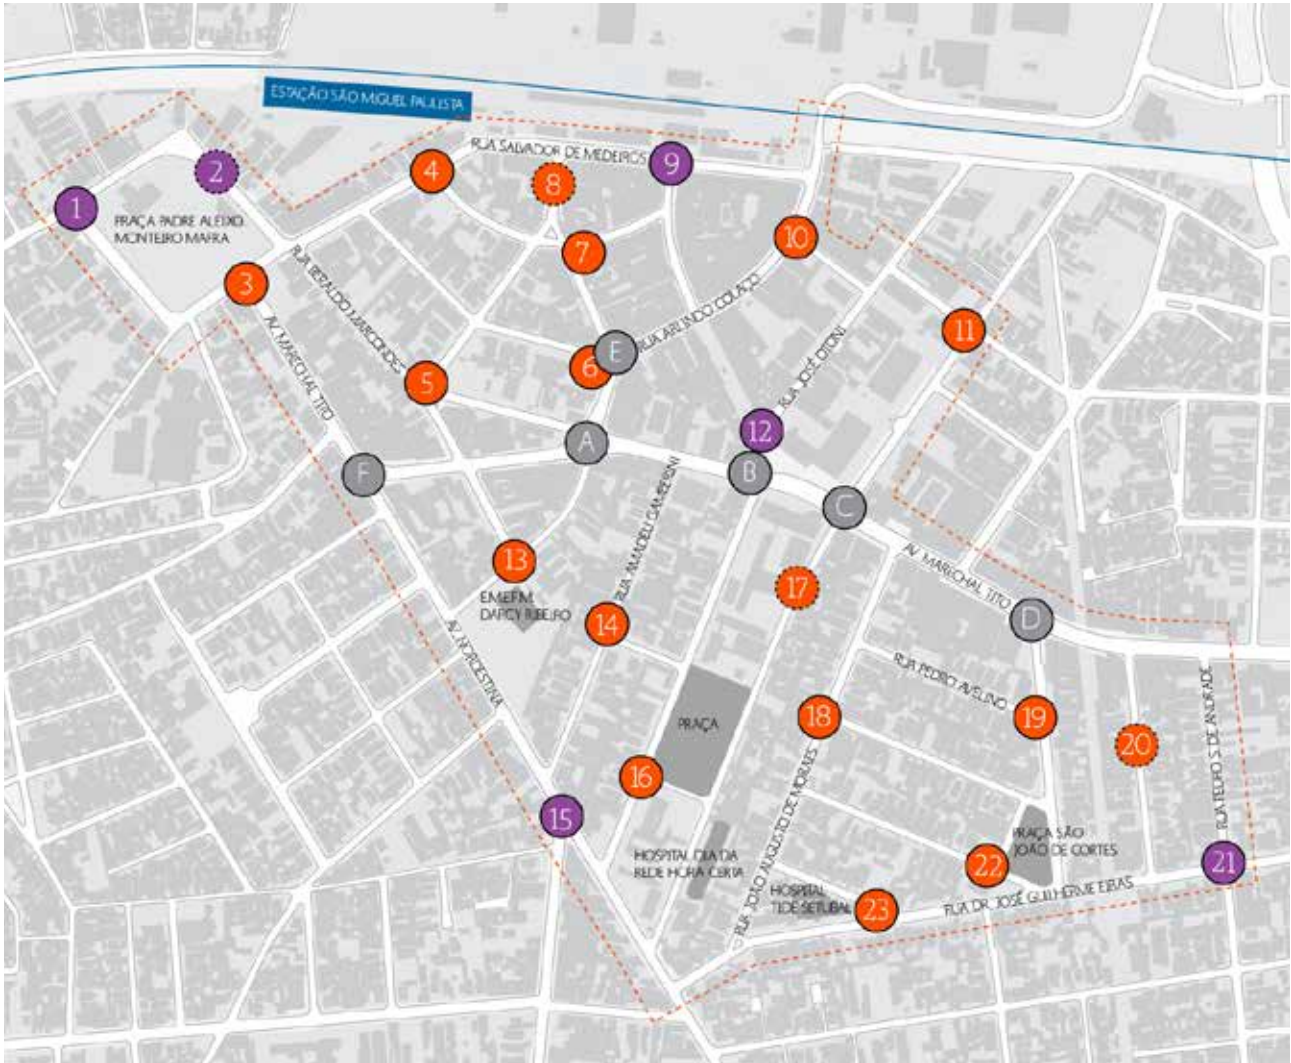 ESTAÇÃO SÃO MIGUEL PAULISTA
RUA SALVADOR DE MEDEIROS
1
2
4
8
9
PRAÇA PADRE ALEIXO
MONTEIRO MAFRA
3
RUA BERALDO MARCONDES
7
10
AV. MARECHAL TITO
RUA ARLINDO COLAÇO
E
6
5
11
RUA JOSÉ OTONI
12
A
F
B
C
RUA AMADEU GAMBERINI
13
E.M.E.F.M.
DARCY RIBEIRO
14
17
AV. MARECHAL TITO
D
AV. NORDESTINA
RUA PEDRO AVELINO
PRAÇA
18
19
20
RUA PEDRO S. DE ANDRADE
16
15
RUA JOÃO AUGUSTO DE MORAES
PRAÇA SÃO
JOÃO DE CORTES
HOSPITAL DIA DA
REDE HORA CERTA
22
21
HOSPITAL
TIDE SETUBAL
23
RUA DR. JOSÉ GUILHERME EIRAS